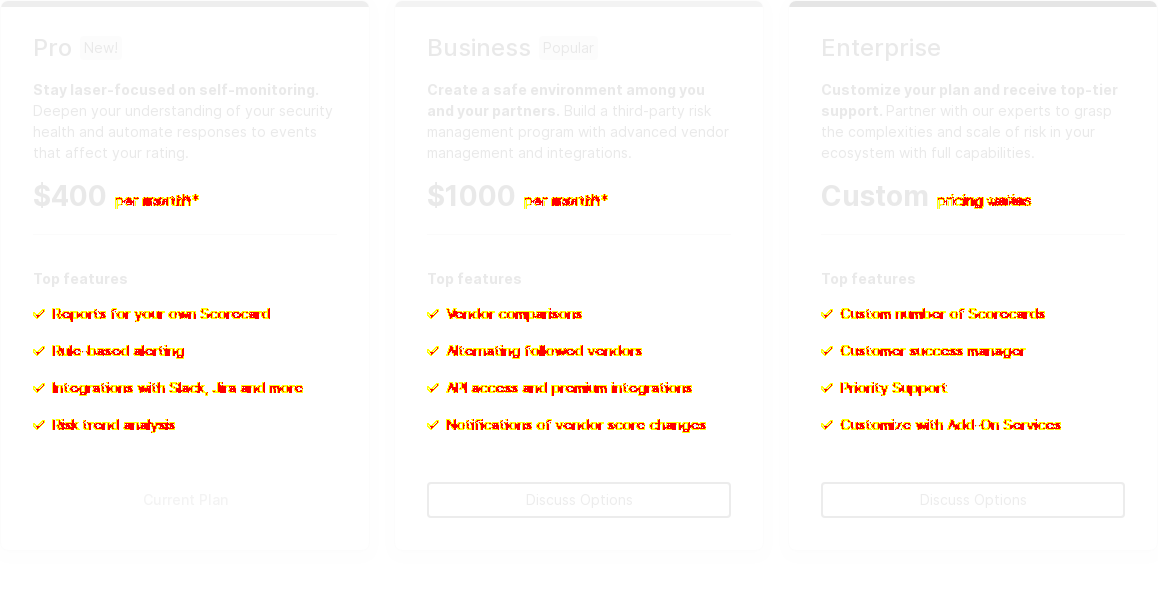 Pro New!
Stay laser-focused on self-monitoring.
Deepen your understanding of your security
health and automate responses to events
that affect your rating.
$400 per month*
Top features
✓ Reports for your own Scorecard
✓ Rule-based alerting
✓ Integrations with Slack, Jira and more
✓ Risk trend analysis
Current Plan
Business Popular
Create a safe environment among you
and your partners. Build a third-party risk
management program with advanced vendor
management and integrations.
$1000 per month*
Top features
✓ Vendor comparisons
✓ Alternating followed vendors
✓ API access and premium integrations
✓ Notifications of vendor score changes
Discuss Options
Enterprise
Customize your plan and receive top-tier
support. Partner with our experts to grasp
the complexities and scale of risk in your
ecosystem with full capabilities.
Custom pricing varies
Top features
✓ Custom number of Scorecards
✓ Customer success manager
✓ Priority Support
✓ Customize with Add-On Services
Discuss Options